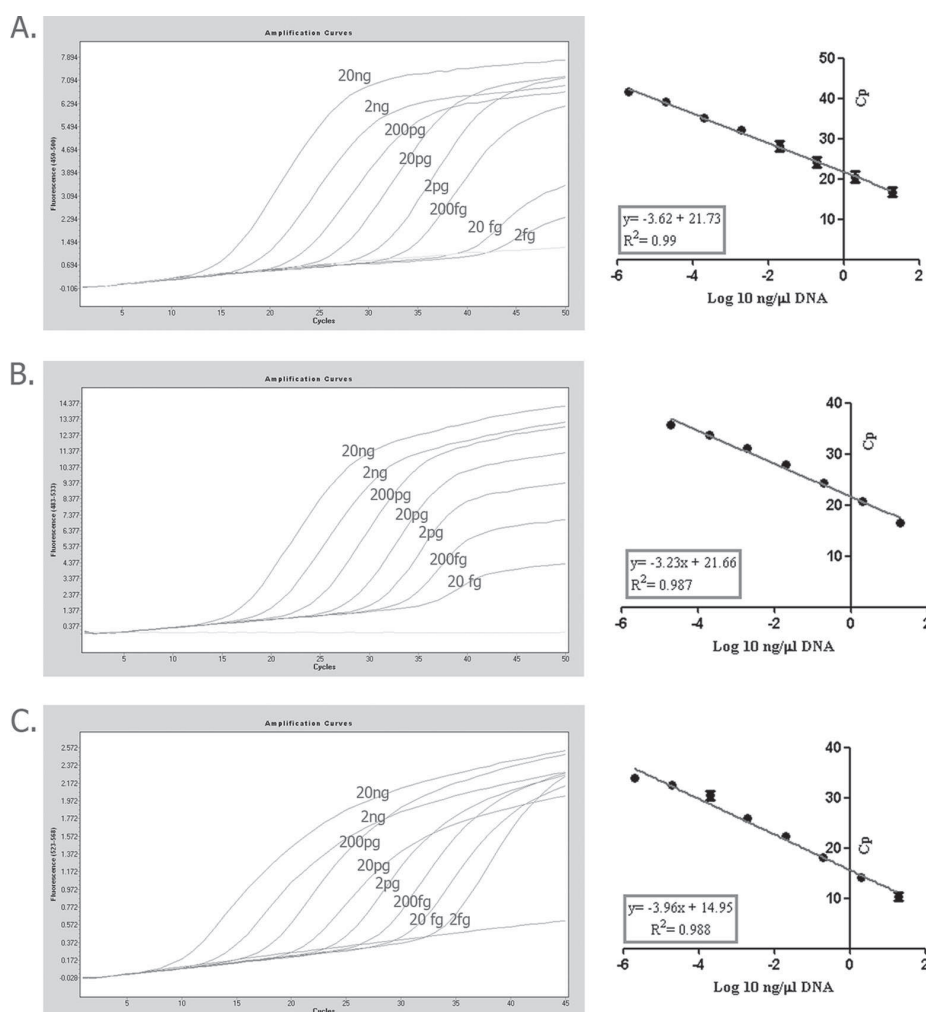 A.
Amplification Curves
7.894
7.094
6.294
5.494
4.694
3.894
3.094
2.294
1.494
0.694
-0.106
Fluorescence (450-500)
20ng
2ng
200pg
20pg
2pg
200fg
20 fg
2fg
5 10 15 20 25 30 35 40 45 50
Cycles
50
40
30
20
10
Cp
y= -3.62 + 21.73
R²= 0.99
-6 -4 -2 0 2
Log 10 ng/µl DNA
B.
Amplification Curves
14.377
13.377
12.377
11.377
10.377
9.377
8.377
7.377
6.377
5.377
4.377
3.377
2.377
1.377
0.377
Fluorescence (483-533)
20ng
2ng
200pg
20pg
2pg
200fg
20 fg
5 10 15 20 25 30 35 40 45 50
Cycles
40
30
20
10
Cp
y= -3.23x + 21.66
R² = 0.987
-6 -4 -2 0 2
Log 10 ng/µl DNA
C.
Amplification Curves
2.572
2.372
2.172
1.972
1.772
1.572
1.372
1.172
0.972
0.772
0.572
0.372
0.172
-0.028
Fluorescence (523-568)
20ng
2ng
200pg
20pg
2pg
200fg
20 fg
2fg
5 10 15 20 25 30 35 40 45
Cycles
40
30
20
10
Cp
y= -3.96x + 14.95
R² = 0.988
-6 -4 -2 0 2
Log 10 ng/µl DNA